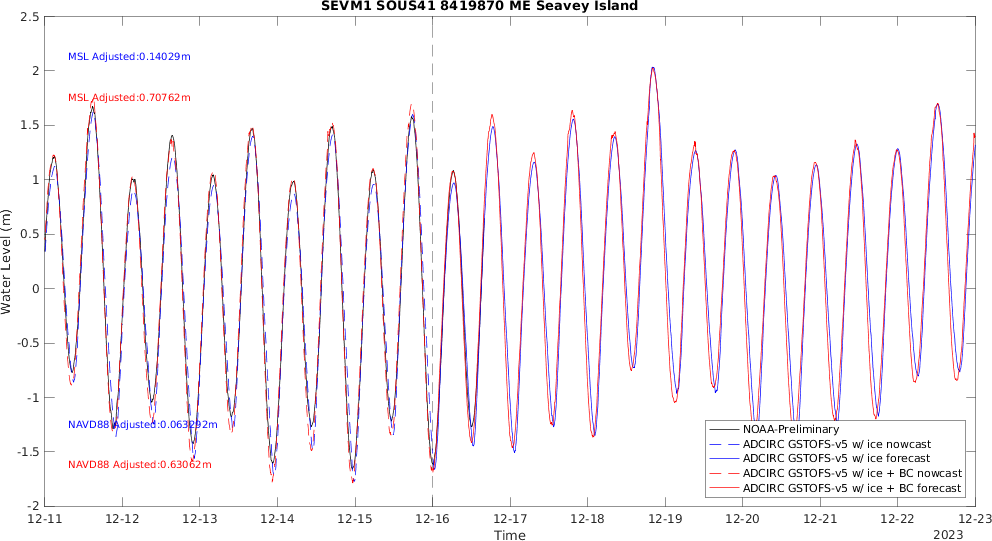 SEVM1 SOUS41 8419870 ME Seavey Island
2.5
2
1.5
1
0.5
0
-0.5
-1
-1.5
-2
Water Level (m)
MSL Adjusted:0.14029m
MSL Adjusted:0.70762m
NAVD88 Adjusted:0.063292m
NAVD88 Adjusted:0.63062m
NOAA-Preliminary
ADCIRC GSTOFS-v5 w/ ice nowcast
ADCIRC GSTOFS-v5 w/ ice forecast
ADCIRC GSTOFS-v5 w/ ice + BC nowcast
ADCIRC GSTOFS-v5 w/ ice + BC forecast
12-11 12-12 12-13 12-14 12-15 12-16 12-17 12-18 12-19 12-20 12-21 12-22 12-23
Time
2023